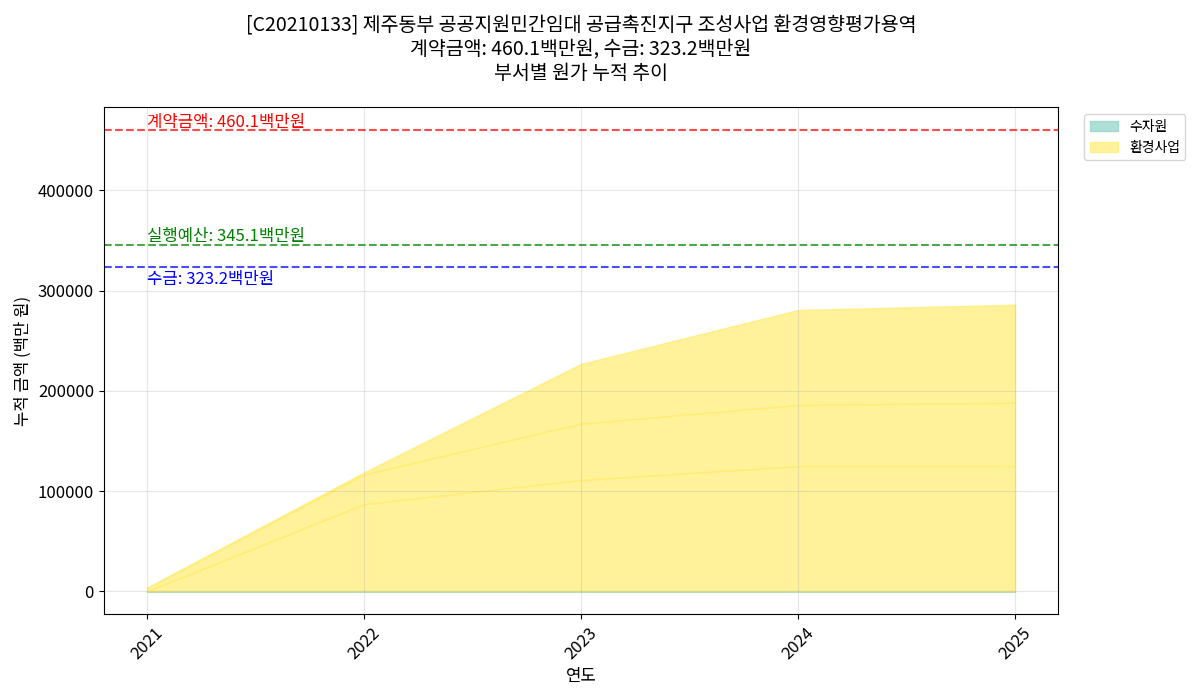 [C20210133] 제주동부 공공지원민간임대 공급촉진지구 조성사업 환경영향평가용역
계약금액: 460.1백만원, 수금: 323.2백만원
부서별 원가 누적 추이
계약금액: 460.1백만원
실행예산: 345.1백만원
수금: 323.2백만원
수자원
환경사업
누적 금액 (백만 원)
400000
300000
200000
100000
0
2021
2022
2023
2024
2025
연도